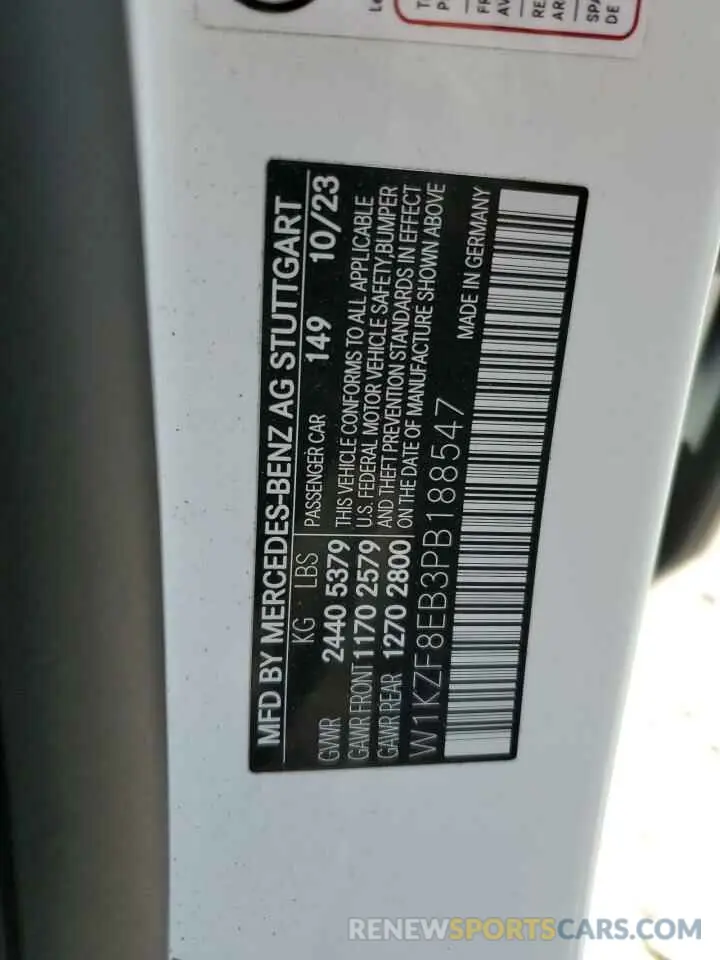 MFD BY MERCEDES-BENZ AG STUTTGART
KG LBS PASSENGER CAR 149 10/23
GVWR 2440 5379 THIS VEHICLE CONFORMS TO ALL APPLICABLE
GAWR FRONT 1170 2579 U.S. FEDERAL MOTOR VEHICLE SAFETY,BUMPER
GAWR REAR 1270 2800 AND THEFT PREVENTION STANDARDS IN EFFECT
ON THE DATE OF MANUFACTURE SHOWN ABOVE
W1KZF8EB3PB188547 MADE IN GERMANY
RENEWSPORTSCARS.COM